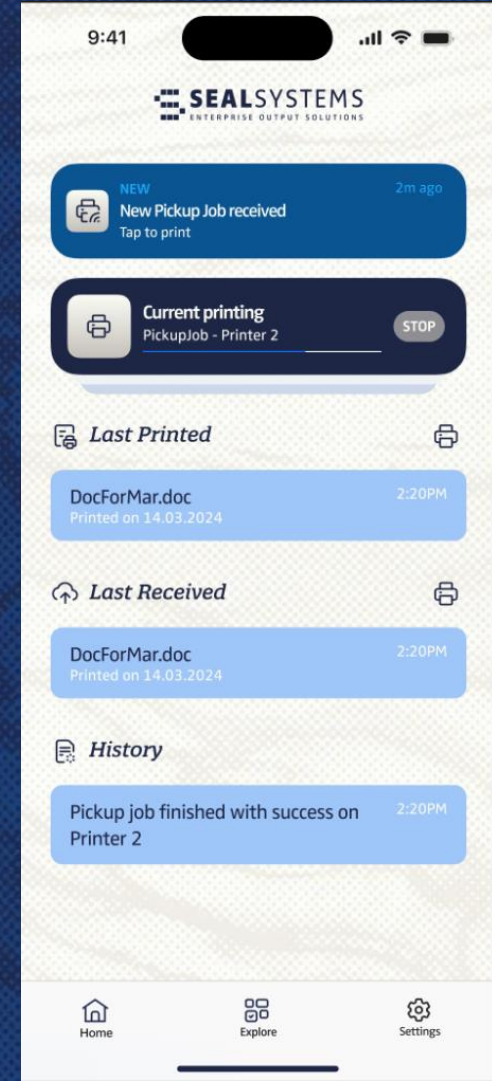 9:41
SEALSYSTEMS
ENTERPRISE OUTPUT SOLUTIONS
NEW
2m ago
New Pickup Job received
Tap to print
Current printing
PickupJob - Printer 2
STOP
Last Printed
DocForMar.doc
2:20PM
Printed on 14.03.2024
Last Received
DocForMar.doc
2:20PM
Printed on 14.03.2024
History
Pickup job finished with success on
2:20PM
Printer 2
Home
Explore
Settings